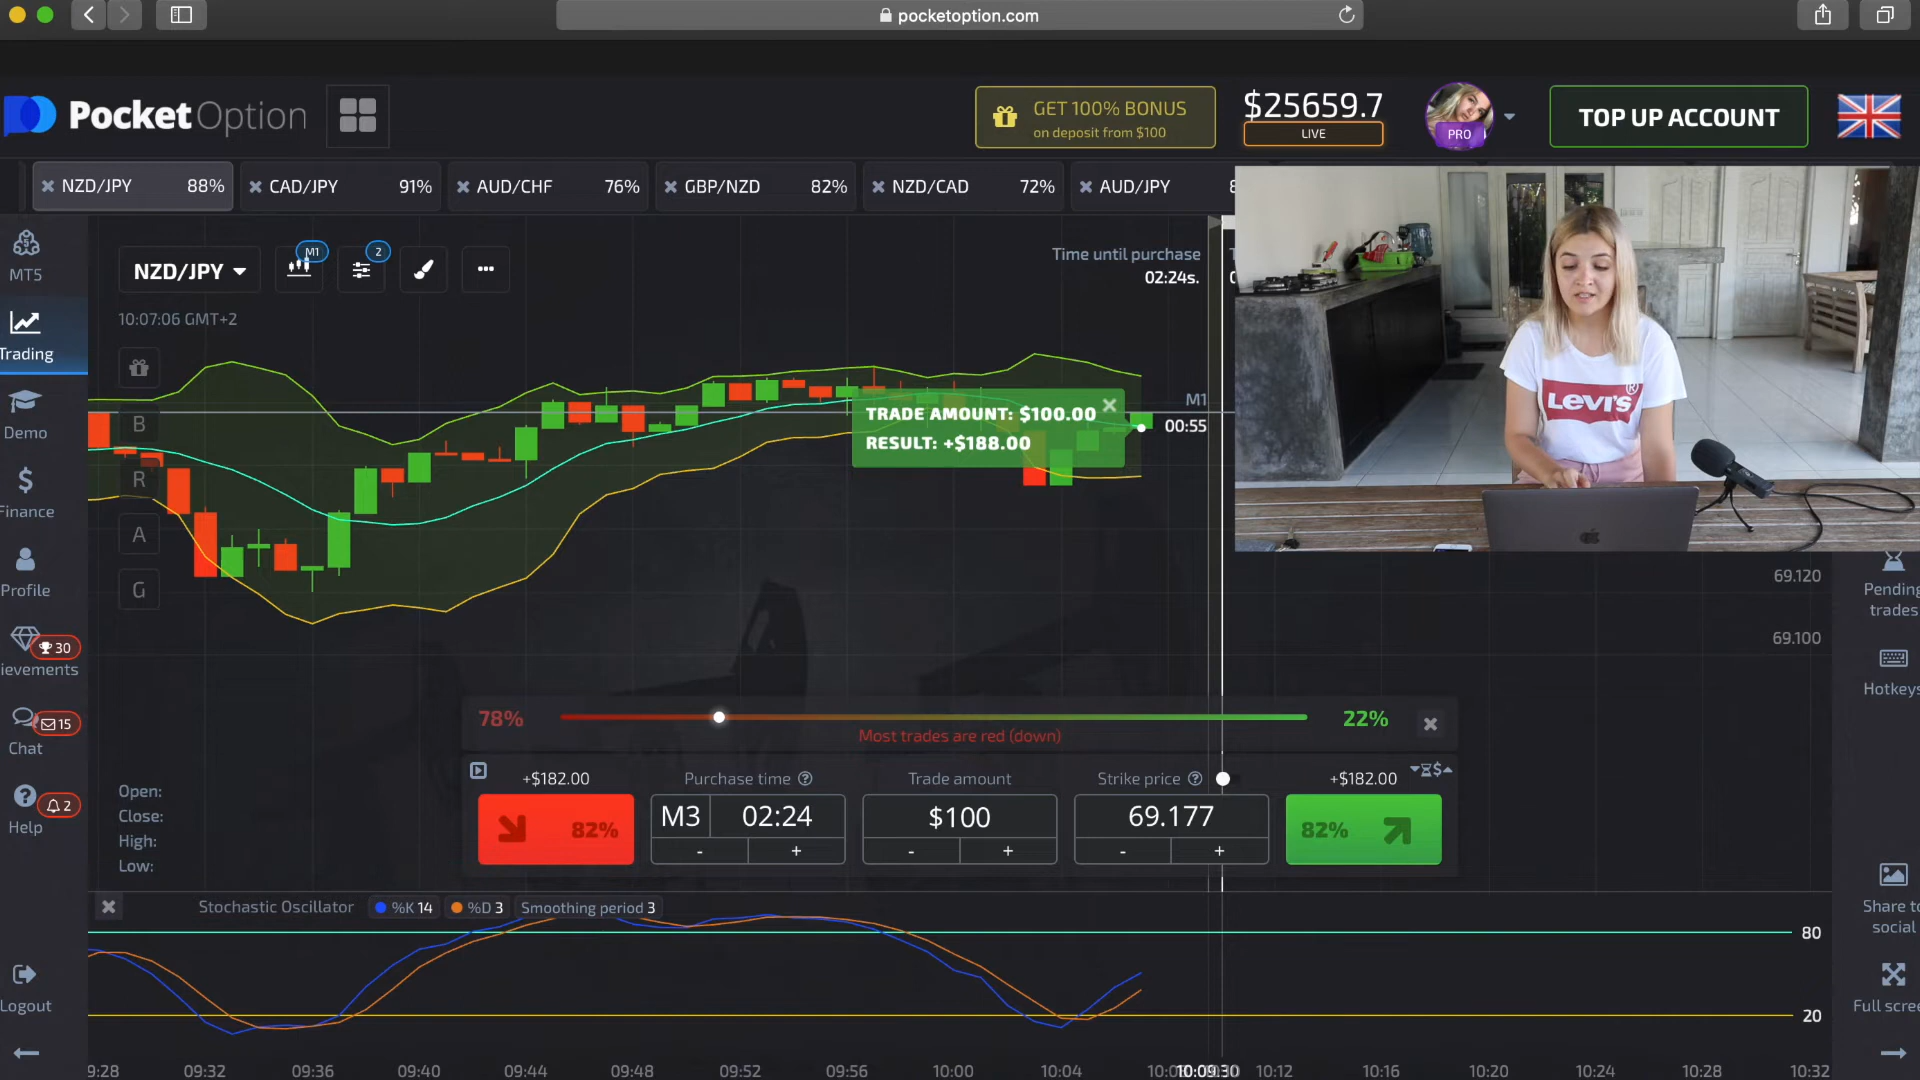 pocketoption.com
PocketOption
GET 100% BONUS
on deposit from $100
$25659.7
LIVE
PRO
TOP UP ACCOUNT
NZD/JPY 88%
CAD/JPY 91%
AUD/CHF 76%
GBP/NZD 82%
NZD/CAD 72%
AUD/JPY
MT5
Trading
Demo
$
Finance
Profile
30
ievements
15
Chat
2
Help
Logout
NZD/JPY
M1
2
10:07:06 GMT+2
B
R
A
G
Time until purchase
02:24s.
TRADE AMOUNT: $100.00
RESULT: +$188.00
M1
00:55
LEVI'S®
69.120
69.100
Pending
trades
Hotkeys
Share to
social
Full scree
78%
22%
Most trades are red (down)
+$182.00
Purchase time
Trade amount
Strike price
+$182.00
82%
M3 02:24
$100
69.177
82%
- +
- +
- +
Open:
Close:
High:
Low:
Stochastic Oscillator %K 14 %D 3 Smoothing period 3
80
20
9:28 09:32 09:36 09:40 09:44 09:48 09:52 09:56 10:00 10:04 10:09:30 10:12 10:16 10:20 10:24 10:28 10:32